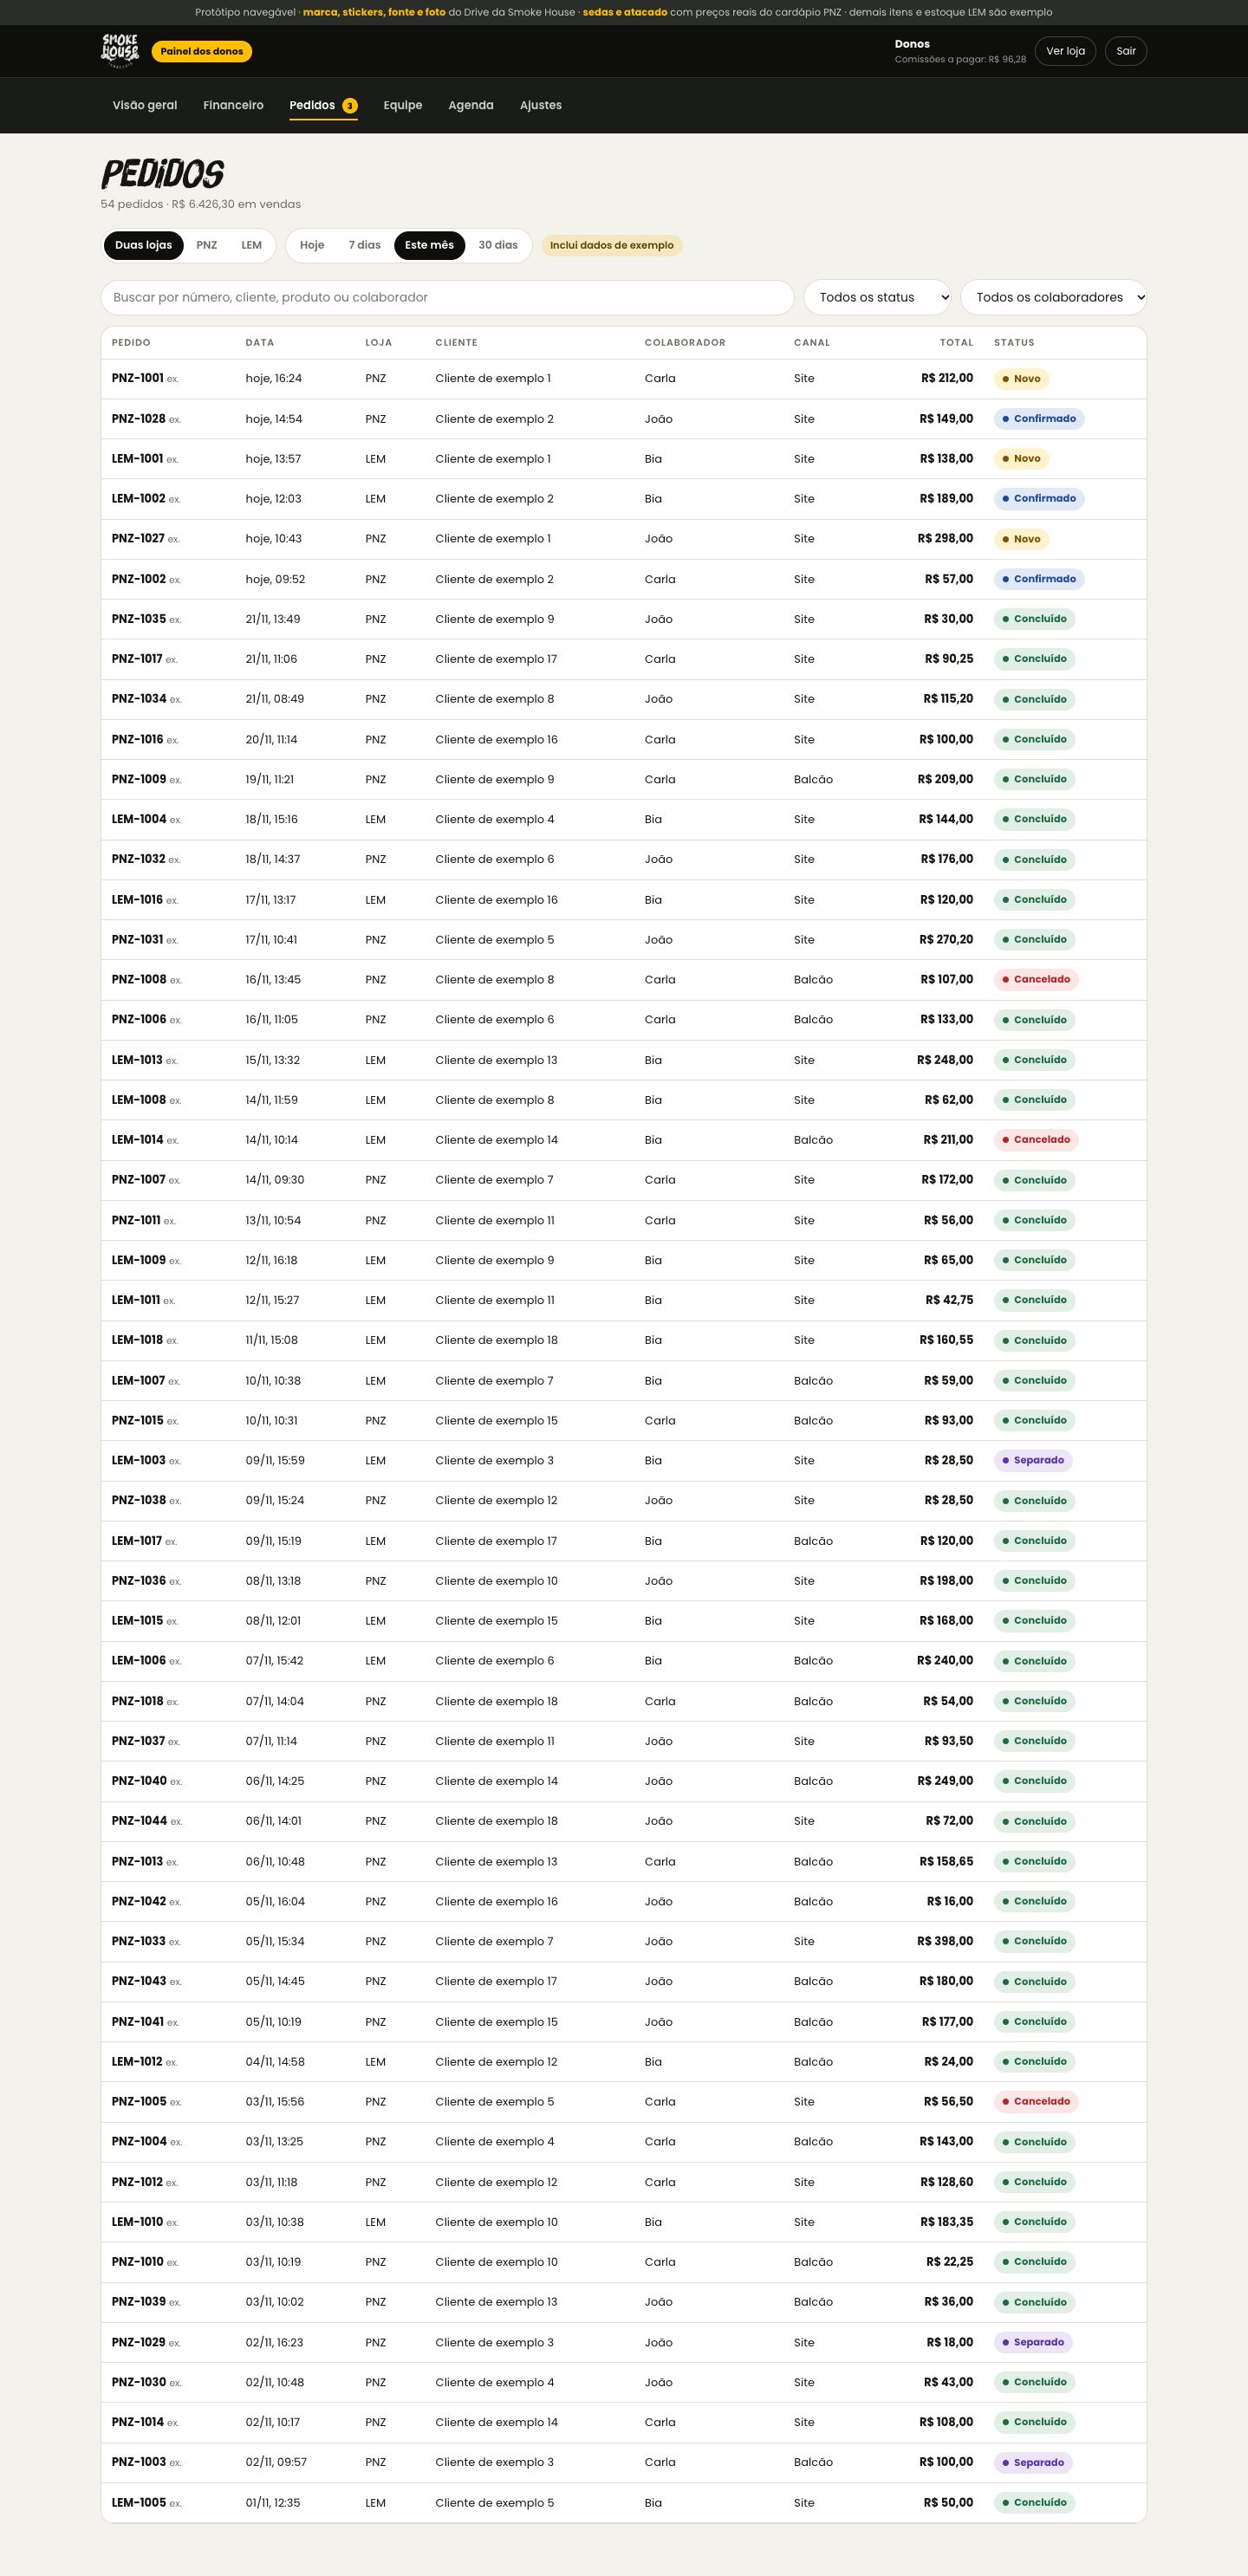 Protótipo navegável · marca, stickers, fonte e foto do Drive da Smoke House · sedas e atacado com preços reais do cardápio PNZ · demais itens e estoque LEM são exemplo
SMOKE HOUSE Painel dos donos Donos Comissões a pagar: R$ 96,28 Ver loja Sair
Visão geral Financeiro Pedidos 3 Equipe Agenda Ajustes
PEDIDOS
54 pedidos · R$ 6.426,30 em vendas
Duas lojas PNZ LEM Hoje 7 dias Este mês 30 dias Inclui dados de exemplo
Buscar por número, cliente, produto ou colaborador Todos os status Todos os colaboradores
PEDIDO DATA LOJA CLIENTE COLABORADOR CANAL TOTAL STATUS
PNZ-1001 ex. hoje, 16:24 PNZ Cliente de exemplo 1 Carla Site R$ 212,00 Novo
PNZ-1028 ex. hoje, 14:54 PNZ Cliente de exemplo 2 João Site R$ 149,00 Confirmado
LEM-1001 ex. hoje, 13:57 LEM Cliente de exemplo 1 Bia Site R$ 138,00 Novo
LEM-1002 ex. hoje, 12:03 LEM Cliente de exemplo 2 Bia Site R$ 189,00 Confirmado
PNZ-1027 ex. hoje, 10:43 PNZ Cliente de exemplo 1 João Site R$ 298,00 Novo
PNZ-1002 ex. hoje, 09:52 PNZ Cliente de exemplo 2 Carla Site R$ 57,00 Confirmado
PNZ-1035 ex. 21/11, 13:49 PNZ Cliente de exemplo 9 João Site R$ 30,00 Concluído
PNZ-1017 ex. 21/11, 11:06 PNZ Cliente de exemplo 17 Carla Site R$ 90,25 Concluído
PNZ-1034 ex. 21/11, 08:49 PNZ Cliente de exemplo 8 João Site R$ 115,20 Concluído
PNZ-1016 ex. 20/11, 11:14 PNZ Cliente de exemplo 16 Carla Site R$ 100,00 Concluído
PNZ-1009 ex. 19/11, 11:21 PNZ Cliente de exemplo 9 Carla Balcão R$ 209,00 Concluído
LEM-1004 ex. 18/11, 15:16 LEM Cliente de exemplo 4 Bia Site R$ 144,00 Concluído
PNZ-1032 ex. 18/11, 14:37 PNZ Cliente de exemplo 6 João Site R$ 176,00 Concluído
LEM-1016 ex. 17/11, 13:17 LEM Cliente de exemplo 16 Bia Site R$ 120,00 Concluído
PNZ-1031 ex. 17/11, 10:41 PNZ Cliente de exemplo 5 João Site R$ 270,20 Concluído
PNZ-1008 ex. 16/11, 13:45 PNZ Cliente de exemplo 8 Carla Balcão R$ 107,00 Cancelado
PNZ-1006 ex. 16/11, 11:05 PNZ Cliente de exemplo 6 Carla Balcão R$ 133,00 Concluído
LEM-1013 ex. 15/11, 13:32 LEM Cliente de exemplo 13 Bia Site R$ 248,00 Concluído
LEM-1008 ex. 14/11, 11:59 LEM Cliente de exemplo 8 Bia Site R$ 62,00 Concluído
LEM-1014 ex. 14/11, 10:14 LEM Cliente de exemplo 14 Bia Balcão R$ 211,00 Cancelado
PNZ-1007 ex. 14/11, 09:30 PNZ Cliente de exemplo 7 Carla Site R$ 172,00 Concluído
PNZ-1011 ex. 13/11, 10:54 PNZ Cliente de exemplo 11 Carla Site R$ 56,00 Concluído
LEM-1009 ex. 12/11, 16:18 LEM Cliente de exemplo 9 Bia Site R$ 65,00 Concluído
LEM-1011 ex. 12/11, 15:27 LEM Cliente de exemplo 11 Bia Site R$ 42,75 Concluído
LEM-1018 ex. 11/11, 15:08 LEM Cliente de exemplo 18 Bia Site R$ 160,55 Concluído
LEM-1007 ex. 10/11, 10:38 LEM Cliente de exemplo 7 Bia Balcão R$ 59,00 Concluído
PNZ-1015 ex. 10/11, 10:31 PNZ Cliente de exemplo 15 Carla Balcão R$ 93,00 Concluído
LEM-1003 ex. 09/11, 15:59 LEM Cliente de exemplo 3 Bia Site R$ 28,50 Separado
PNZ-1038 ex. 09/11, 15:24 PNZ Cliente de exemplo 12 João Site R$ 28,50 Concluído
LEM-1017 ex. 09/11, 15:19 LEM Cliente de exemplo 17 Bia Balcão R$ 120,00 Concluído
PNZ-1036 ex. 08/11, 13:18 PNZ Cliente de exemplo 10 João Site R$ 198,00 Concluído
LEM-1015 ex. 08/11, 12:01 LEM Cliente de exemplo 15 Bia Site R$ 168,00 Concluído
LEM-1006 ex. 07/11, 15:42 LEM Cliente de exemplo 6 Bia Balcão R$ 240,00 Concluído
PNZ-1018 ex. 07/11, 14:04 PNZ Cliente de exemplo 18 Carla Balcão R$ 54,00 Concluído
PNZ-1037 ex. 07/11, 11:14 PNZ Cliente de exemplo 11 João Site R$ 93,50 Concluído
PNZ-1040 ex. 06/11, 14:25 PNZ Cliente de exemplo 14 João Balcão R$ 249,00 Concluído
PNZ-1044 ex. 06/11, 14:01 PNZ Cliente de exemplo 18 João Site R$ 72,00 Concluído
PNZ-1013 ex. 06/11, 10:48 PNZ Cliente de exemplo 13 Carla Balcão R$ 158,65 Concluído
PNZ-1042 ex. 05/11, 16:04 PNZ Cliente de exemplo 16 João Balcão R$ 16,00 Concluído
PNZ-1033 ex. 05/11, 15:34 PNZ Cliente de exemplo 7 João Site R$ 398,00 Concluído
PNZ-1043 ex. 05/11, 14:45 PNZ Cliente de exemplo 17 João Balcão R$ 180,00 Concluído
PNZ-1041 ex. 05/11, 10:19 PNZ Cliente de exemplo 15 João Balcão R$ 177,00 Concluído
LEM-1012 ex. 04/11, 14:58 LEM Cliente de exemplo 12 Bia Balcão R$ 24,00 Concluído
PNZ-1005 ex. 03/11, 15:56 PNZ Cliente de exemplo 5 Carla Site R$ 56,50 Cancelado
PNZ-1004 ex. 03/11, 13:25 PNZ Cliente de exemplo 4 Carla Balcão R$ 143,00 Concluído
PNZ-1012 ex. 03/11, 11:18 PNZ Cliente de exemplo 12 Carla Site R$ 128,60 Concluído
LEM-1010 ex. 03/11, 10:38 LEM Cliente de exemplo 10 Bia Site R$ 183,35 Concluído
PNZ-1010 ex. 03/11, 10:19 PNZ Cliente de exemplo 10 Carla Balcão R$ 22,25 Concluído
PNZ-1039 ex. 03/11, 10:02 PNZ Cliente de exemplo 13 João Balcão R$ 36,00 Concluído
PNZ-1029 ex. 02/11, 16:23 PNZ Cliente de exemplo 3 João Site R$ 18,00 Separado
PNZ-1030 ex. 02/11, 10:48 PNZ Cliente de exemplo 4 João Site R$ 43,00 Concluído
PNZ-1014 ex. 02/11, 10:17 PNZ Cliente de exemplo 14 Carla Site R$ 108,00 Concluído
PNZ-1003 ex. 02/11, 09:57 PNZ Cliente de exemplo 3 Carla Balcão R$ 100,00 Separado
LEM-1005 ex. 01/11, 12:35 LEM Cliente de exemplo 5 Bia Site R$ 50,00 Concluído